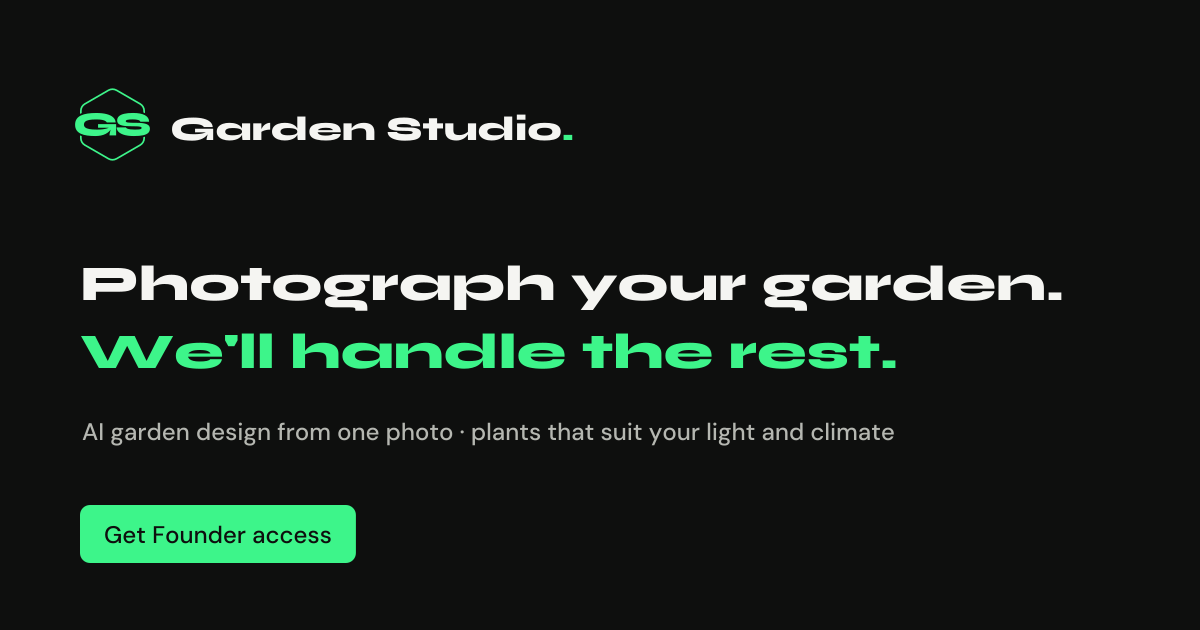 GS
Garden Studio.
Photograph your garden.
We'll handle the rest.
AI garden design from one photo · plants that suit your light and climate
Get Founder access